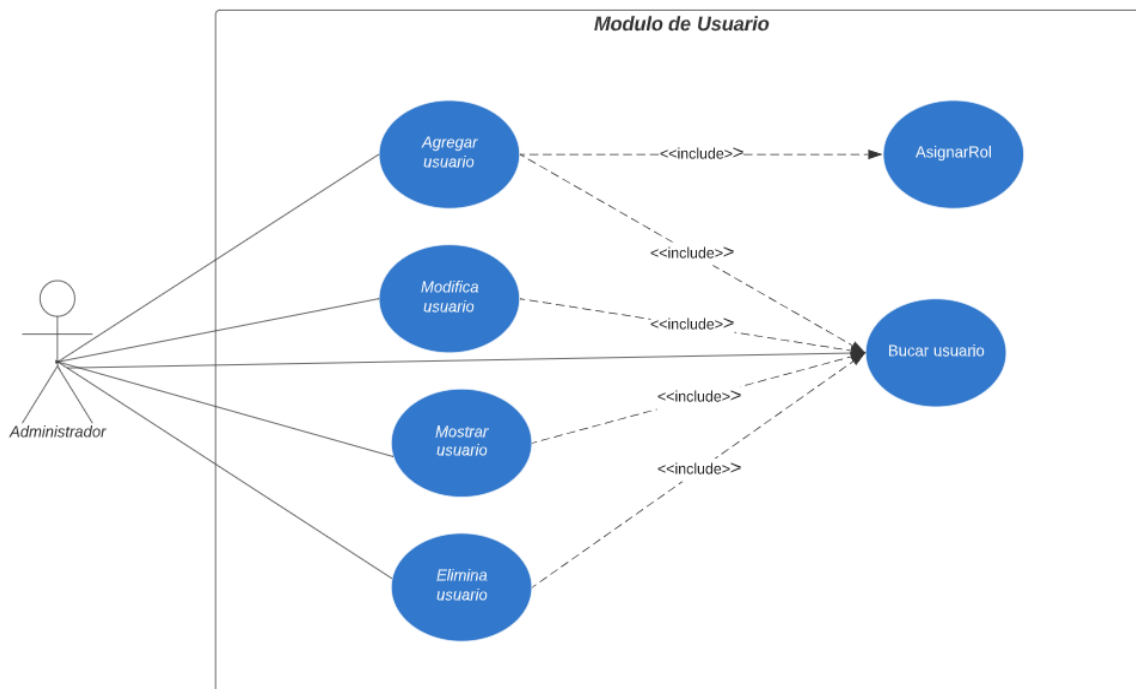 Modulo de Usuario
Agregar
usuario
<<include>>
AsignarRol
<<include>>
Modifica
usuario
<<include>>
Bucar usuario
<<include>>
Mostrar
usuario
Administrador
<<include>>
Elimina
usuario